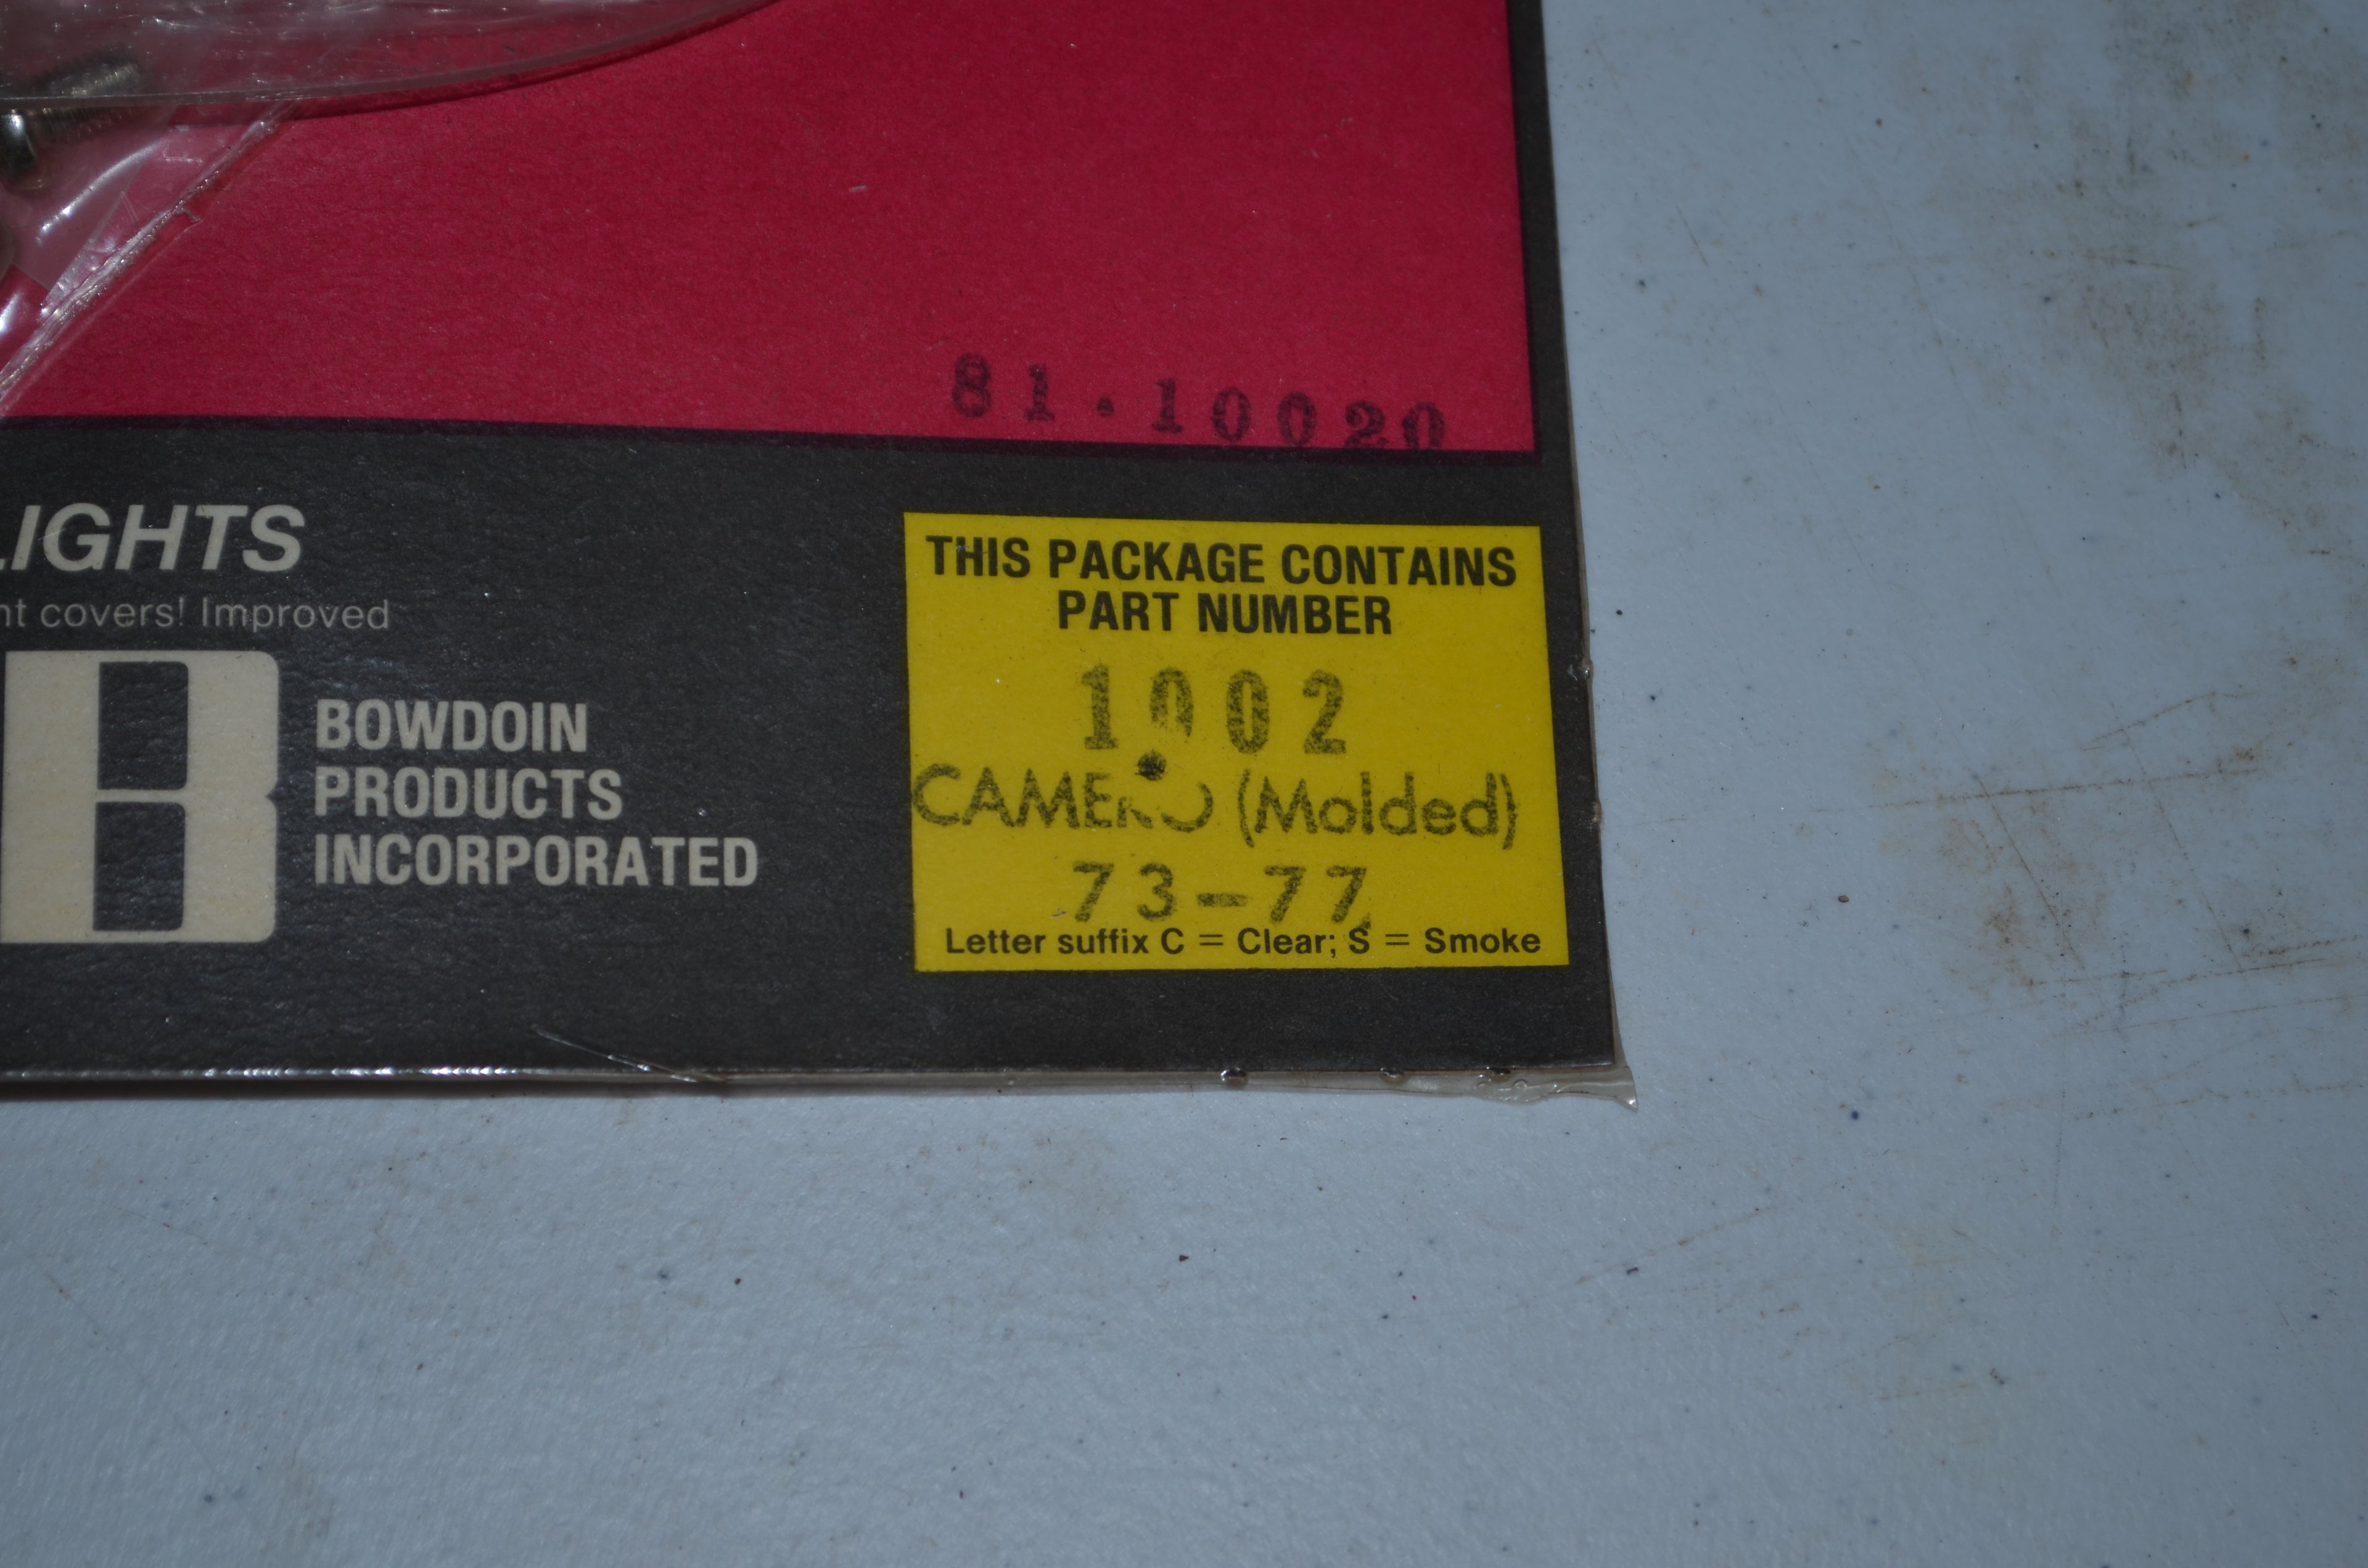 81.10020
LIGHTS
nt covers! Improved
B
BOWDOIN
PRODUCTS
INCORPORATED
THIS PACKAGE CONTAINS
PART NUMBER
1002
CAMERO (Molded)
73-77
Letter suffix C = Clear; S = Smoke